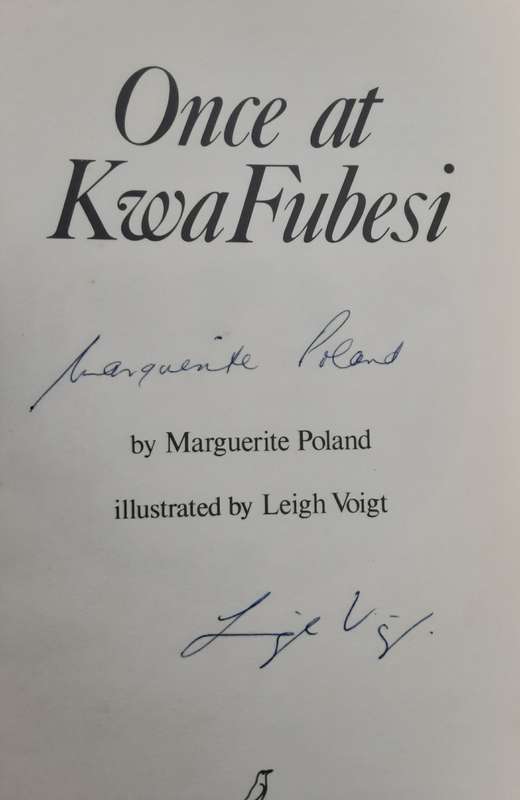 Once at
KwaFubesi
Marguerite Poland
by Marguerite Poland
illustrated by Leigh Voigt
Leigh Voigt.